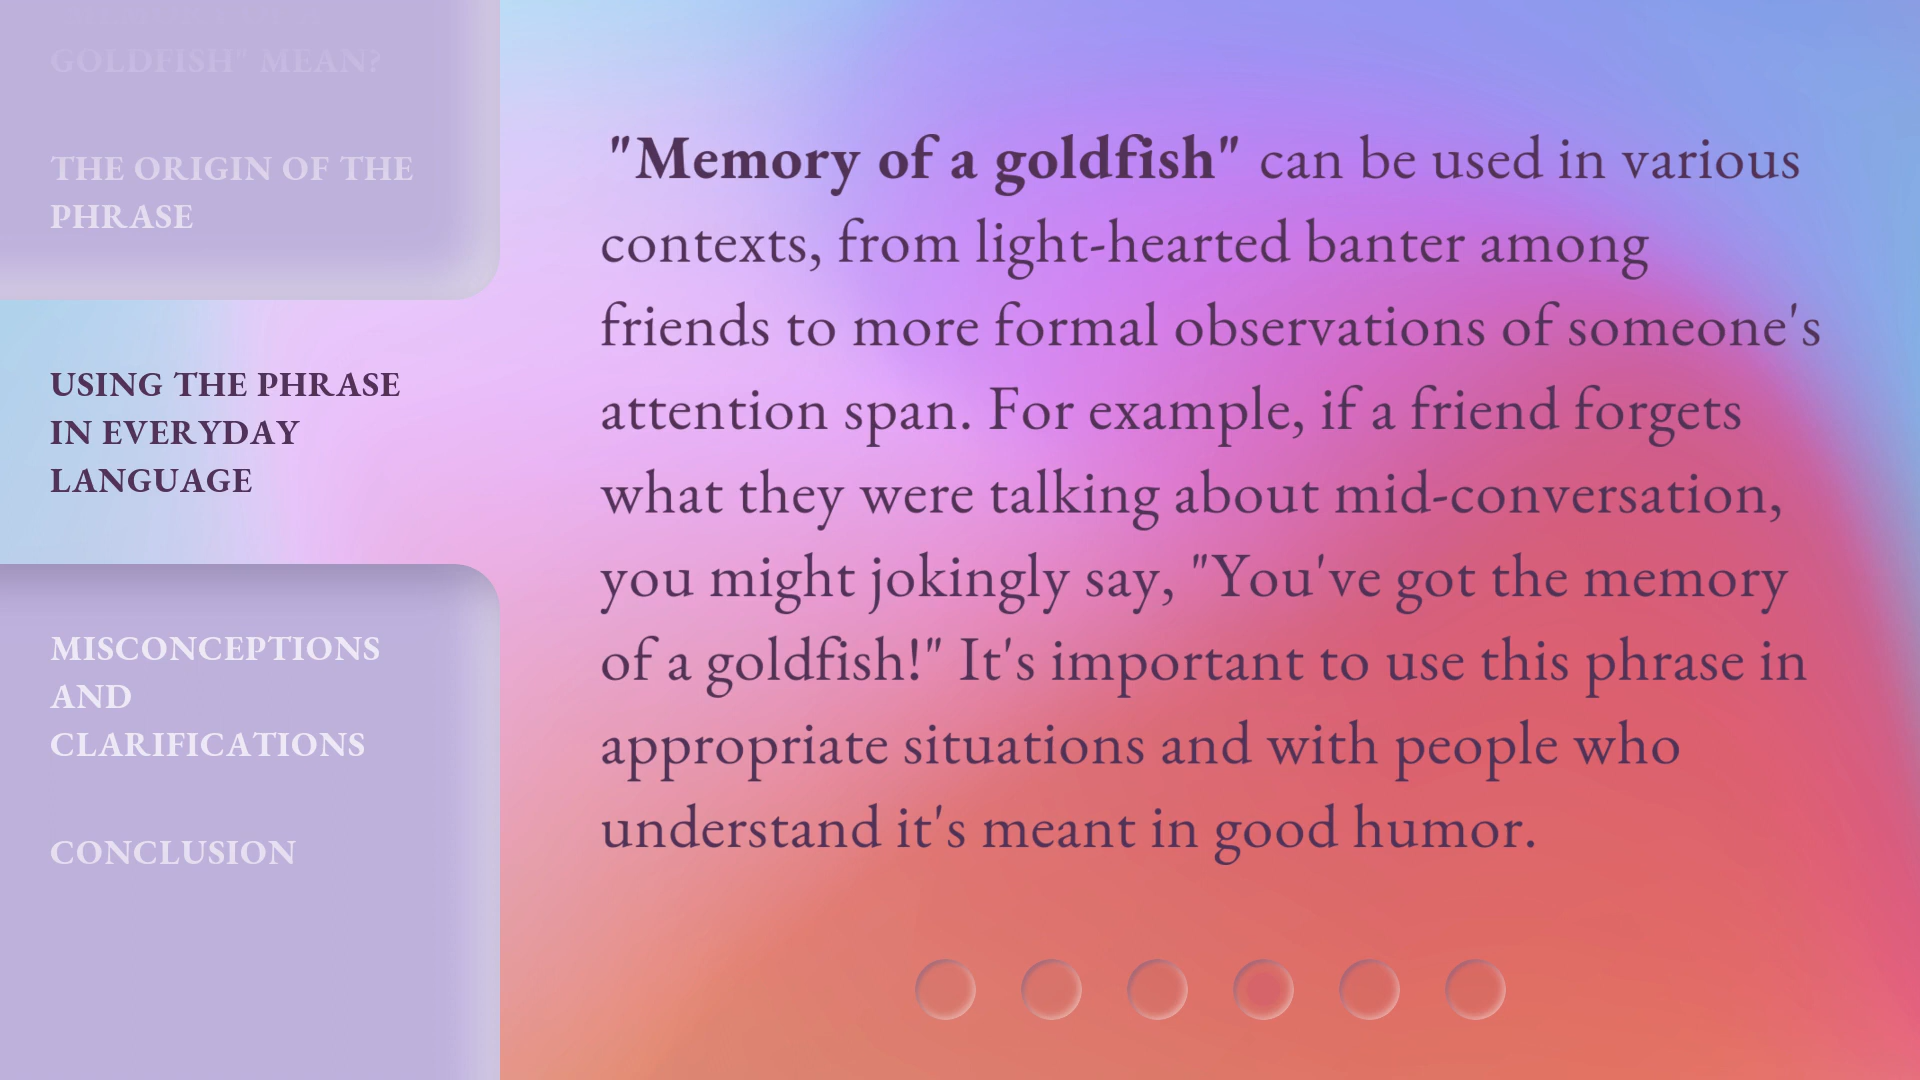 GOLDFISH" MEAN?
THE ORIGIN OF THE
PHRASE
USING THE PHRASE
IN EVERYDAY
LANGUAGE
MISCONCEPTIONS
AND
CLARIFICATIONS
CONCLUSION
"Memory of a goldfish" can be used in various
contexts, from light-hearted banter among
friends to more formal observations of someone's
attention span. For example, if a friend forgets
what they were talking about mid-conversation,
you might jokingly say, "You've got the memory
of a goldfish!" It's important to use this phrase in
appropriate situations and with people who
understand it's meant in good humor.